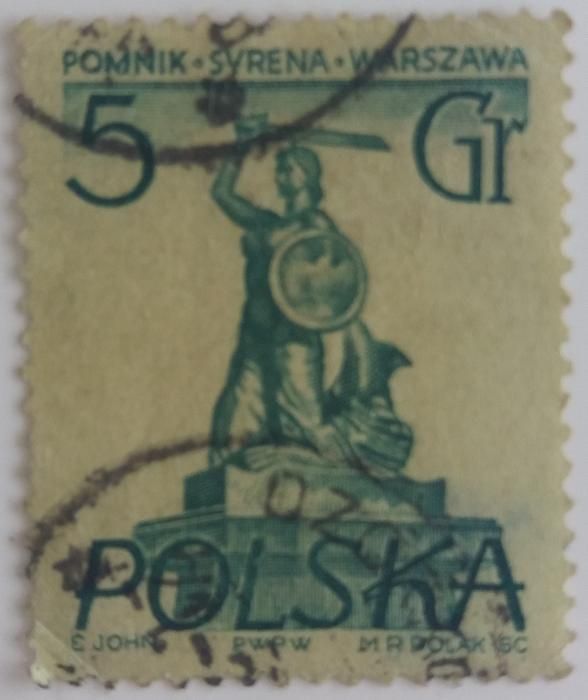 POMNIK • SYRENA • WARSZAWA
5 Gr
POLSKA
E JOHN PWPW M R POLAK SC